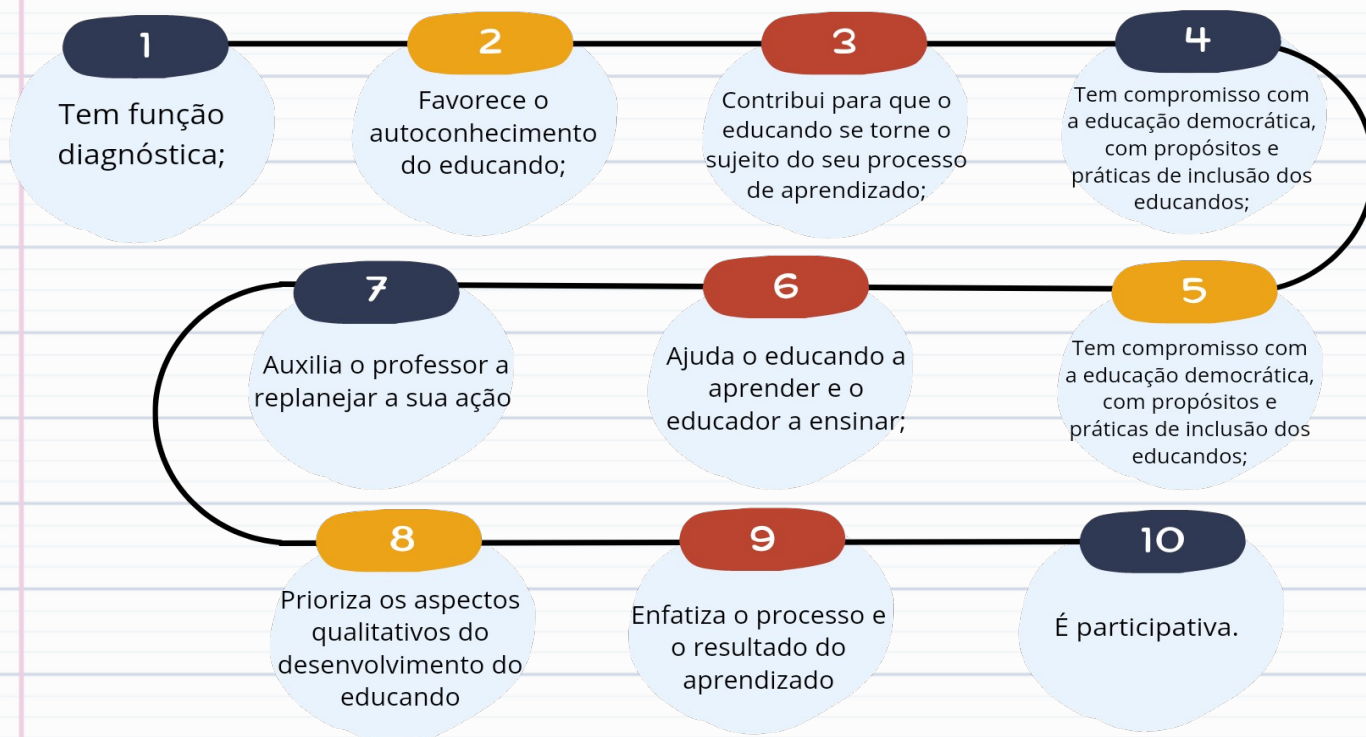 1
Tem função
diagnóstica;
2
Favorece o
autoconhecimento
do educando;
3
Contribui para que o
educando se torne o
sujeito do seu processo
de aprendizado;
4
Tem compromisso com
a educação democrática,
com propósitos e
práticas de inclusão dos
educandos;
5
Tem compromisso com
a educação democrática,
com propósitos e
práticas de inclusão dos
educandos;
6
Ajuda o educando a
aprender e o
educador a ensinar;
7
Auxilia o professor a
replanejar a sua ação
8
Prioriza os aspectos
qualitativos do
desenvolvimento do
educando
9
Enfatiza o processo e
o resultado do
aprendizado
10
É participativa.